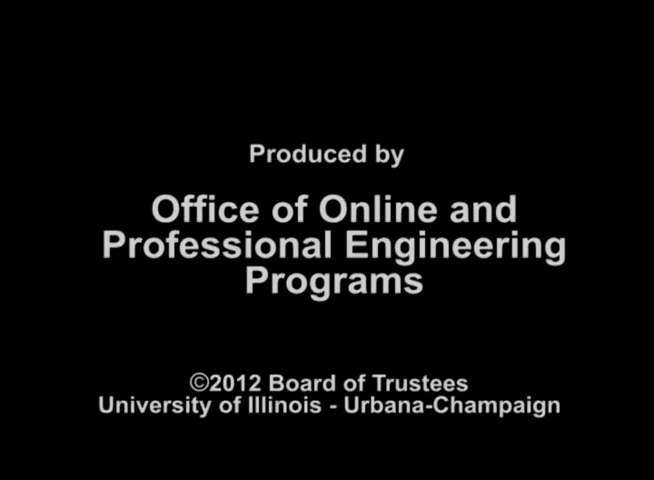 Produced by
Office of Online and
Professional Engineering
Programs
©2012 Board of Trustees
University of Illinois - Urbana-Champaign